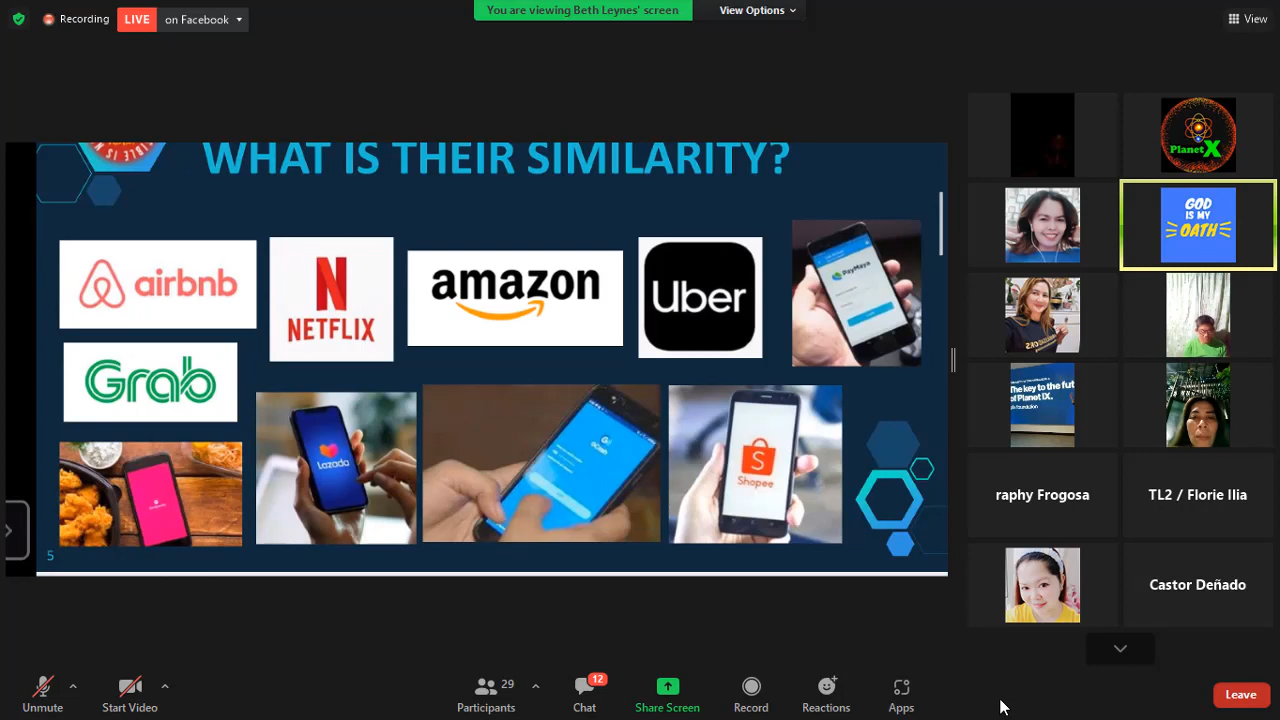 Recording
LIVE on Facebook
You are viewing Beth Leynes' screen
View Options
View
WHAT IS THEIR SIMILARITY?
airbnb
NETFLIX
amazon
Uber
PayMaya
Grab
Lazada
Shopee
5
Planet X
GOD
IS MY
OATH
The key to the fut
of Planet IX.
raphy Frogosa
TL2 / Florie Ilia
Castor Deñado
Unmute
Start Video
29
Participants
12
Chat
Share Screen
Record
Reactions
Apps
Leave